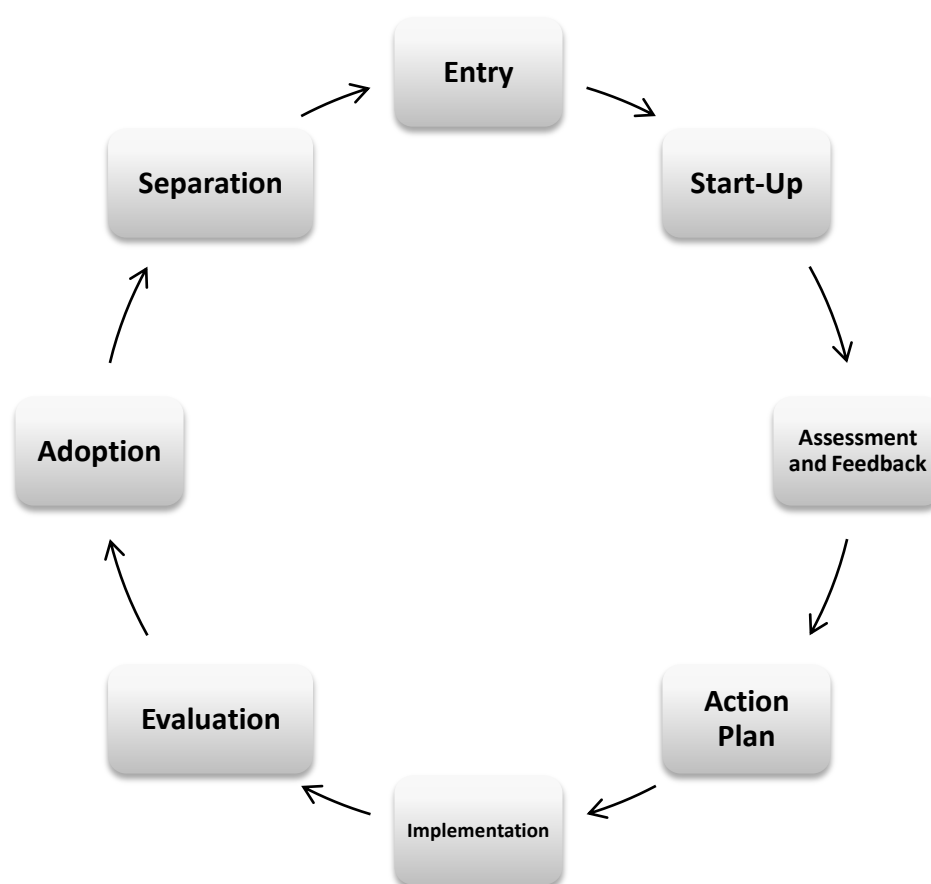 Entry
Start-Up
Assessment
and Feedback
Action
Plan
Implementation
Evaluation
Adoption
Separation